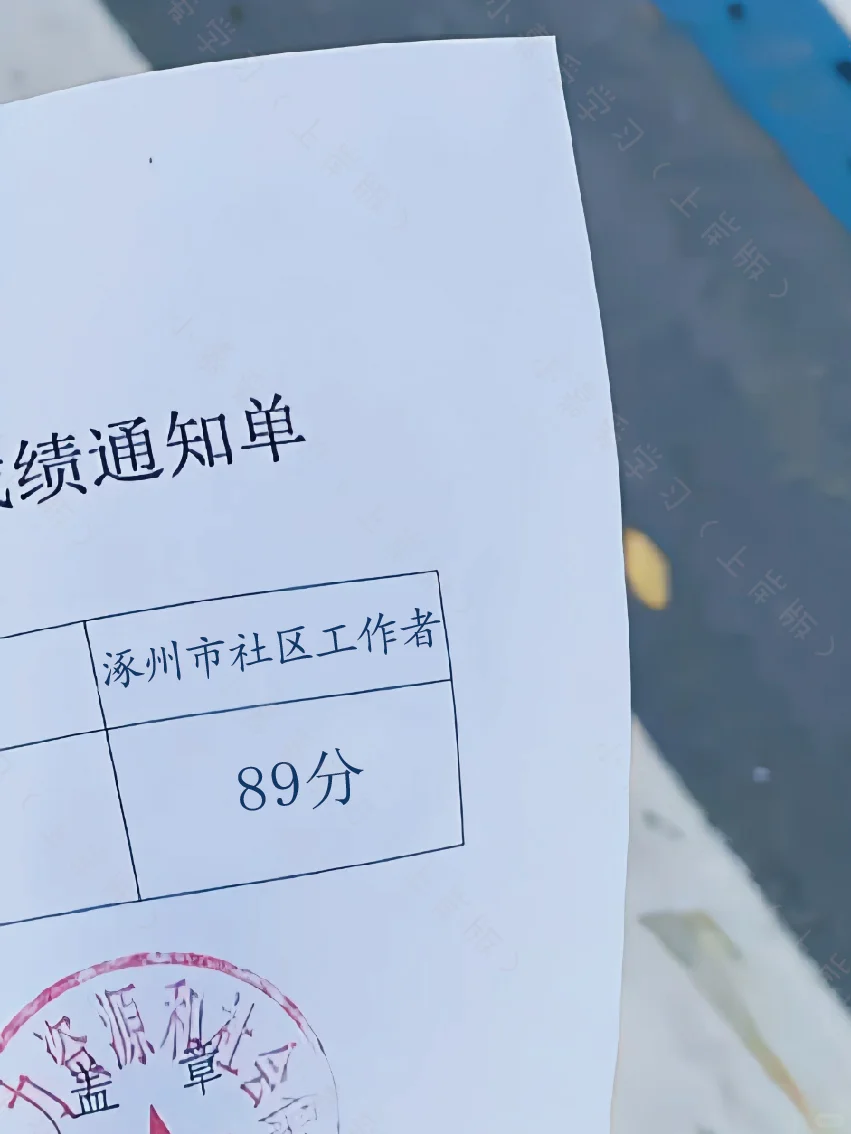 绩通知单
涿州市社区工作者
89分
资源和社会
盖 章